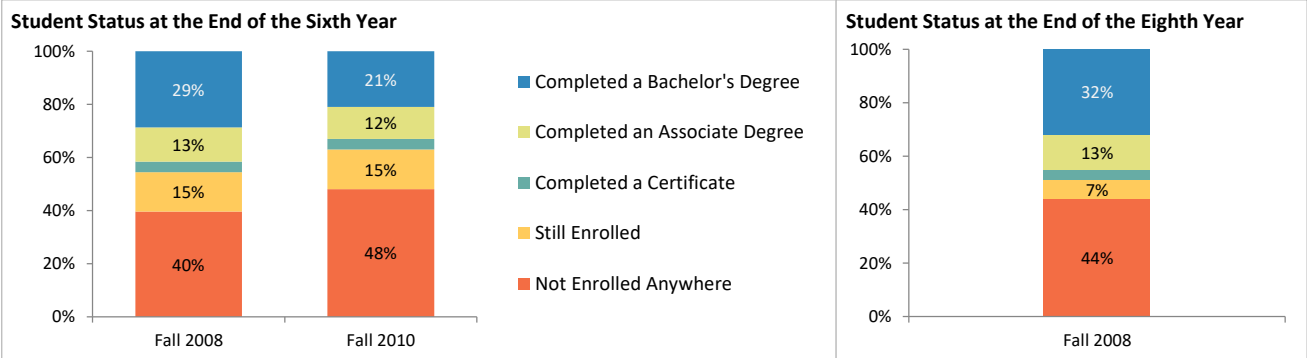 Student Status at the End of the Sixth Year
100%
80%
60%
40%
20%
0%
29%
13%
15%
40%
21%
12%
15%
48%
Fall 2008
Fall 2010
Completed a Bachelor's Degree
Completed an Associate Degree
Completed a Certificate
Still Enrolled
Not Enrolled Anywhere
Student Status at the End of the Eighth Year
100%
80%
60%
40%
20%
0%
32%
13%
7%
44%
Fall 2008